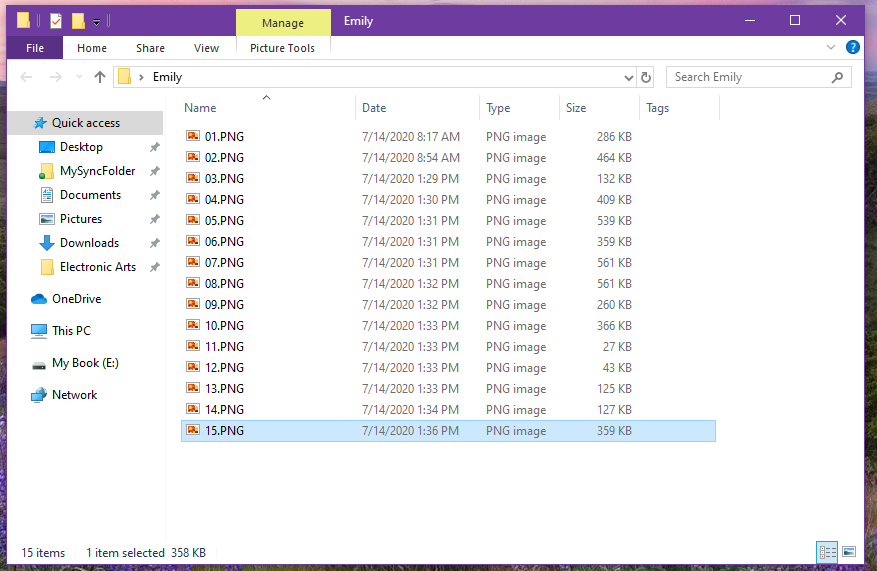 Manage
Emily
File
Home
Share
View
Picture Tools
?
Emily
Search Emily
Name
Date
Type
Size
Tags
Quick access
Desktop
MySyncFolder
Documents
Pictures
Downloads
Electronic Arts
OneDrive
This PC
My Book (E:)
Network
01.PNG 7/14/2020 8:17 AM PNG image 286 KB
02.PNG 7/14/2020 8:54 AM PNG image 464 KB
03.PNG 7/14/2020 1:29 PM PNG image 132 KB
04.PNG 7/14/2020 1:30 PM PNG image 409 KB
05.PNG 7/14/2020 1:31 PM PNG image 539 KB
06.PNG 7/14/2020 1:31 PM PNG image 359 KB
07.PNG 7/14/2020 1:31 PM PNG image 561 KB
08.PNG 7/14/2020 1:32 PM PNG image 561 KB
09.PNG 7/14/2020 1:32 PM PNG image 260 KB
10.PNG 7/14/2020 1:33 PM PNG image 366 KB
11.PNG 7/14/2020 1:33 PM PNG image 27 KB
12.PNG 7/14/2020 1:33 PM PNG image 43 KB
13.PNG 7/14/2020 1:33 PM PNG image 125 KB
14.PNG 7/14/2020 1:34 PM PNG image 127 KB
15.PNG 7/14/2020 1:36 PM PNG image 359 KB
15 items 1 item selected 358 KB